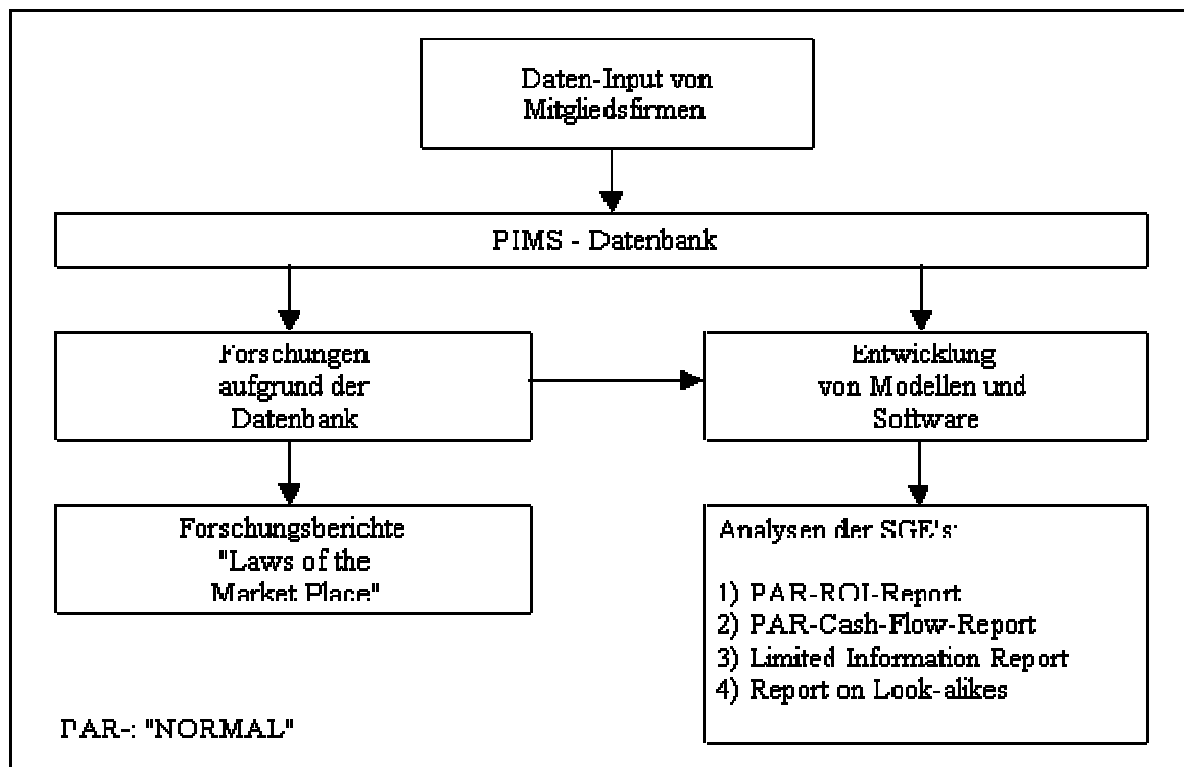 Daten-Input von
Mitgliedsfirmen
PIMS - Datenbank
Forschungen
aufgrund der
Datenbank
Entwicklung
von Modellen und
Software
Forschungsberichte
"Laws of the
Market Place"
Analysen der SGE's:
1) PAR-ROI-Report
2) PAR-Cash-Flow-Report
3) Limited Information Report
4) Report on Look-alikes
PAR-: "NORMAL"